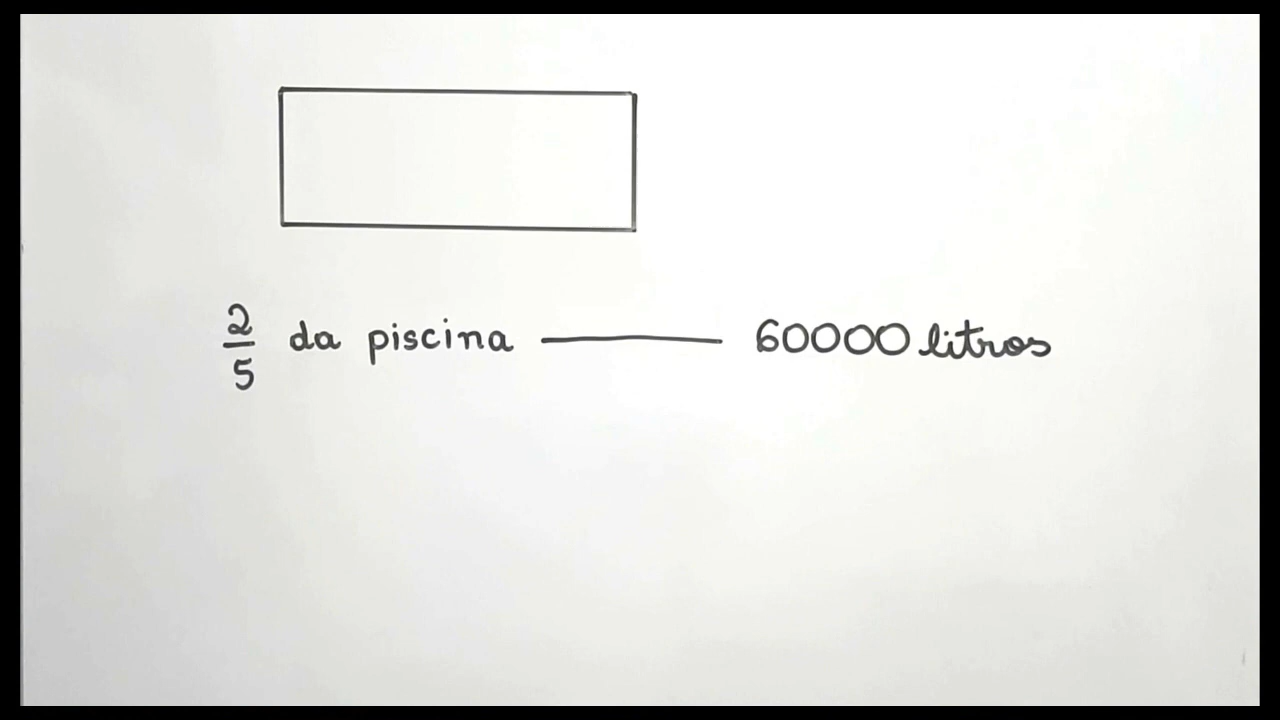 2/5 da piscina — 60000 litros